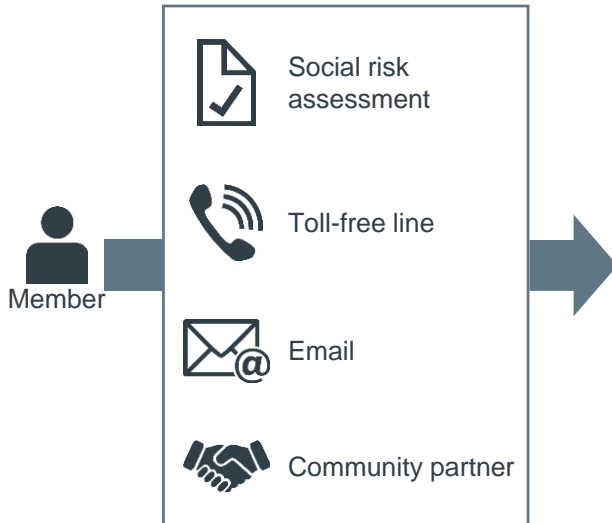 Member
Social risk
assessment
Toll-free line
@
Email
Community partner